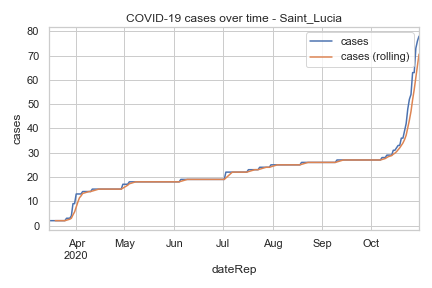 COVID-19 cases over time - Saint_Lucia
cases
cases (rolling)
cases
80
70
60
50
40
30
20
10
0
Apr
2020
May
Jun
Jul
Aug
Sep
Oct
dateRep